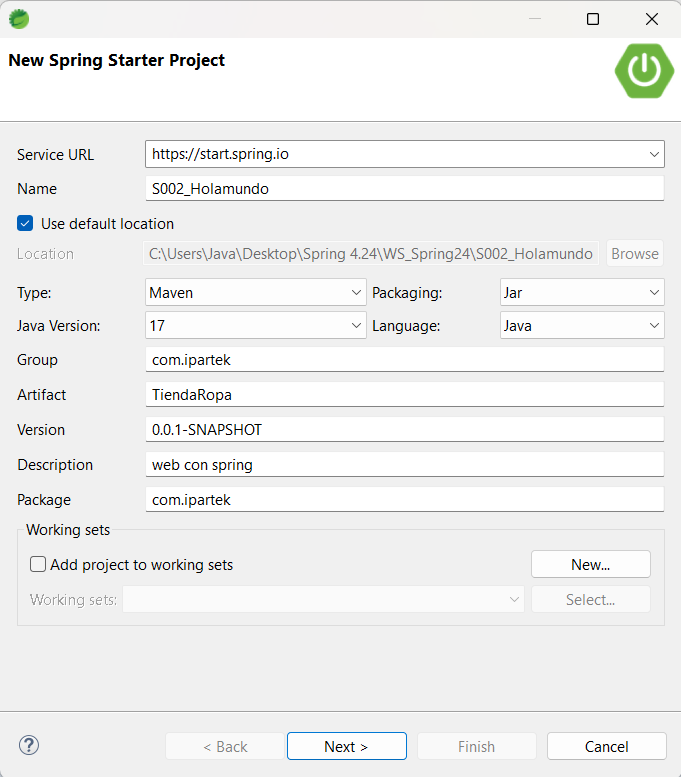 New Spring Starter Project
Service URL https://start.spring.io
Name S002_Holamundo
Use default location
Location C:\Users\Java\Desktop\Spring 4.24\WS_Spring24\S002_Holamundo Browse
Type: Maven Packaging: Jar
Java Version: 17 Language: Java
Group com.ipartek
Artifact TiendaRopa
Version 0.0.1-SNAPSHOT
Description web con spring
Package com.ipartek
Working sets
Add project to working sets New...
Working sets: Select...
? < Back Next > Finish Cancel